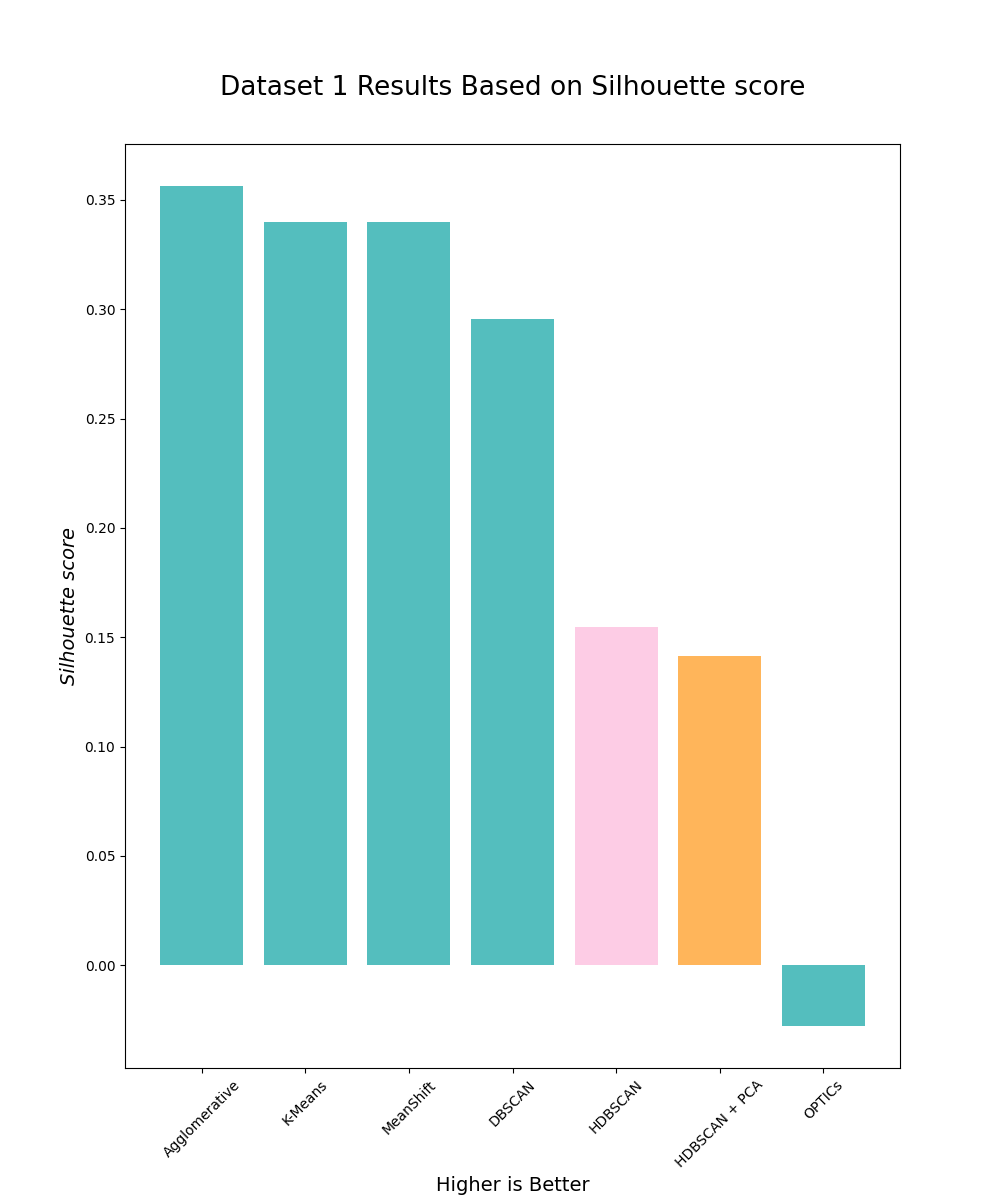 Dataset 1 Results Based on Silhouette score
Silhouette score
0.35
0.30
0.25
0.20
0.15
0.10
0.05
0.00
Agglomerative
K-Means
MeanShift
DBSCAN
HDBSCAN
HDBSCAN + PCA
OPTICs
Higher is Better